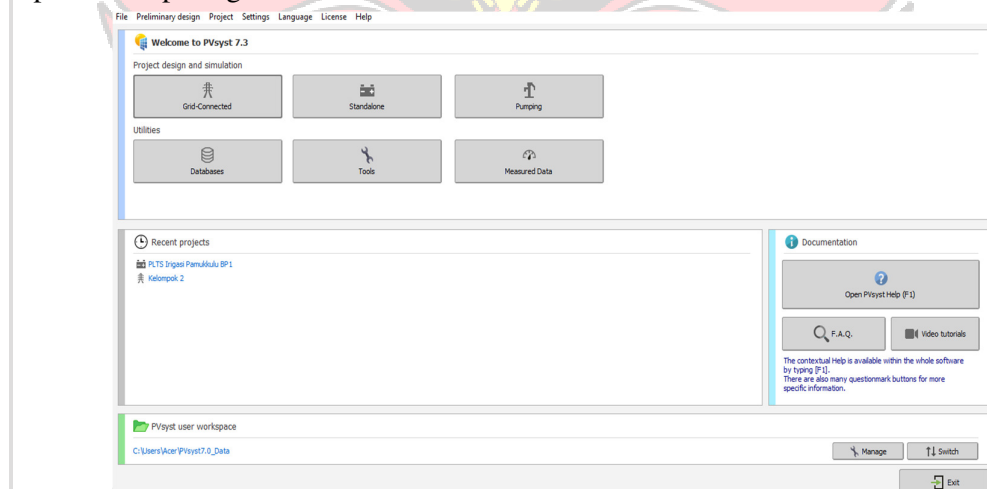 File Preliminary design Project Settings Language License Help
Welcome to PVsyst 7.3
Project design and simulation
Grid-Connected
Standalone
Pumping
Utilities
Databases
Tools
Measured Data
Recent projects
PLTS Irigasi Pamukkulu BP1
Kelompok 2
Documentation
Open PVsyst Help (F1)
F.A.Q.
Video tutorials
The contextual Help is available within the whole software
by typing [F1].
There are also many questionmark buttons for more
specific information.
PVsyst user workspace
C:\Users\Acer\PVsyst7.0_Data
Manage
Switch
Exit